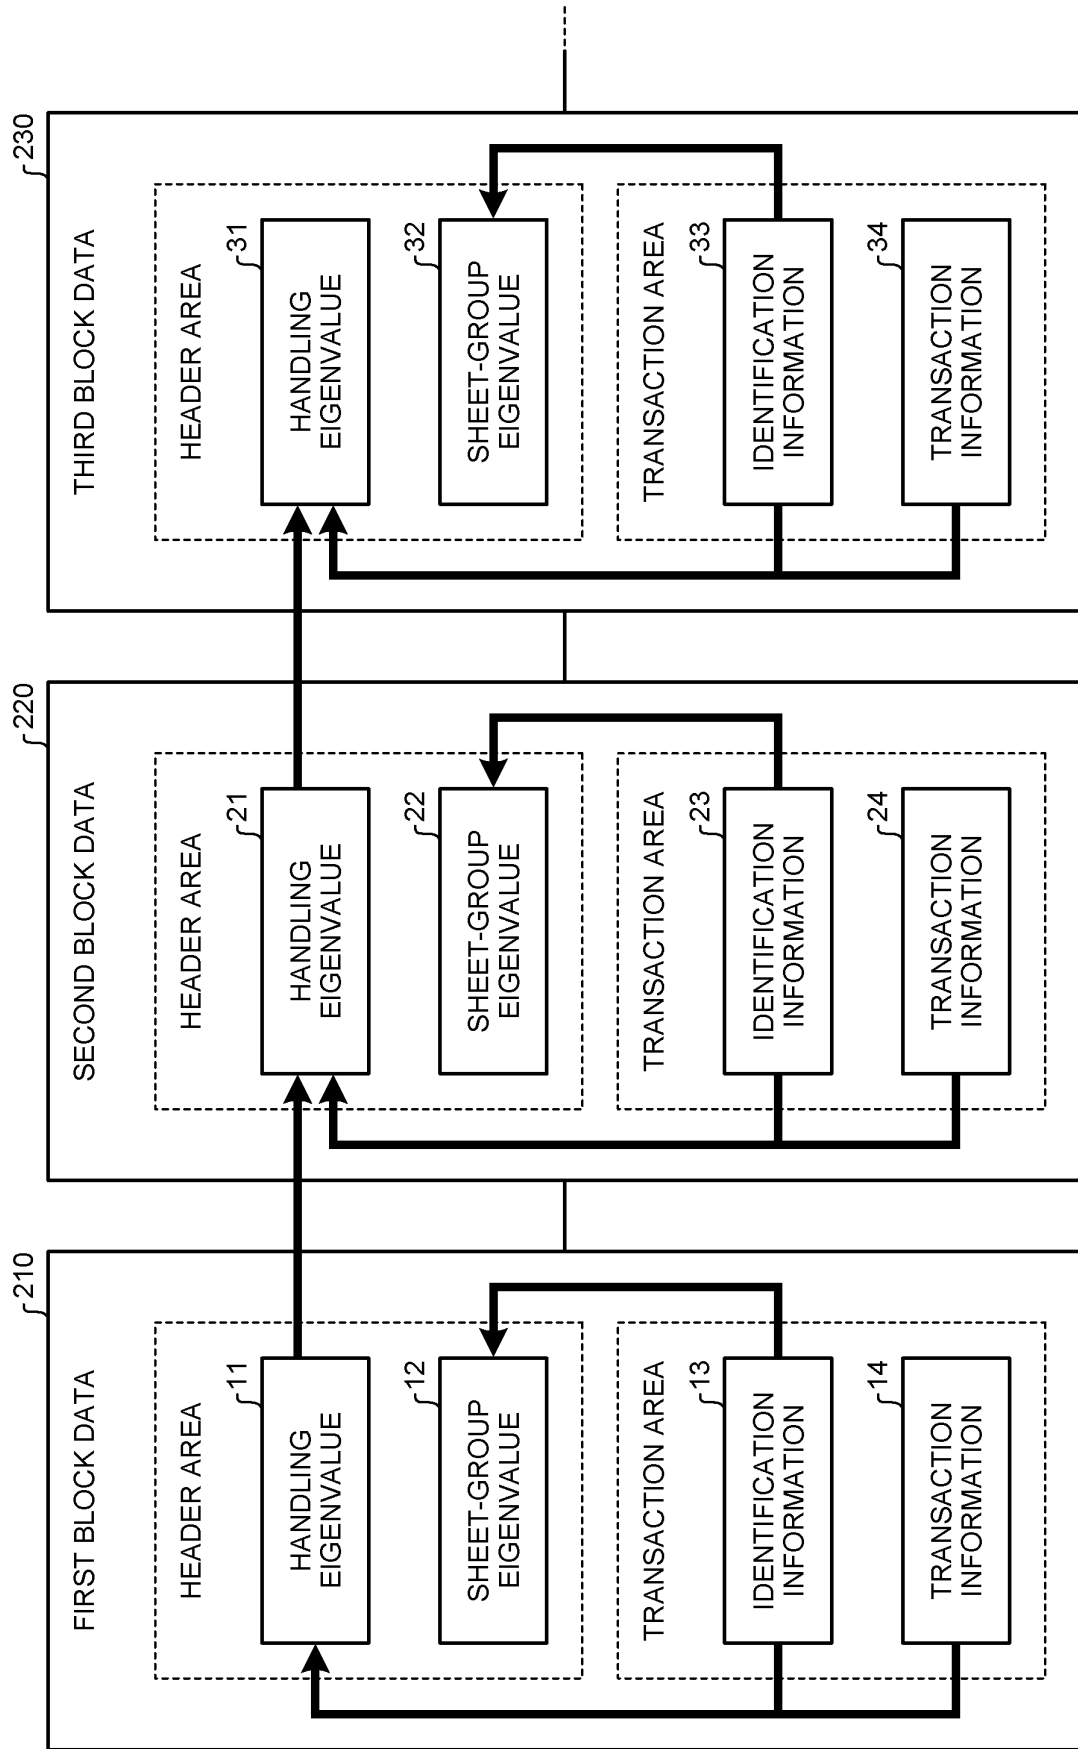 210
FIRST BLOCK DATA
HEADER AREA
11
HANDLING
EIGENVALUE
12
SHEET-GROUP
EIGENVALUE
TRANSACTION AREA
13
IDENTIFICATION
INFORMATION
14
TRANSACTION
INFORMATION
220
SECOND BLOCK DATA
HEADER AREA
21
HANDLING
EIGENVALUE
22
SHEET-GROUP
EIGENVALUE
TRANSACTION AREA
23
IDENTIFICATION
INFORMATION
24
TRANSACTION
INFORMATION
230
THIRD BLOCK DATA
HEADER AREA
31
HANDLING
EIGENVALUE
32
SHEET-GROUP
EIGENVALUE
TRANSACTION AREA
33
IDENTIFICATION
INFORMATION
34
TRANSACTION
INFORMATION